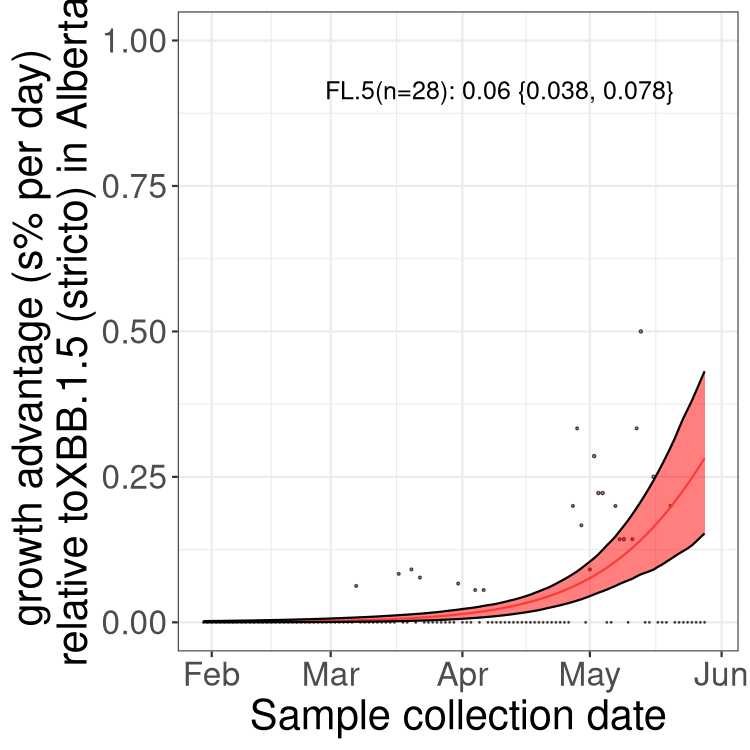 growth advantage (s% per day)
relative toXBB.1.5 (stricto) in Alberta
1.00
0.75
0.50
0.25
0.00
FL.5(n=28): 0.06 {0.038, 0.078}
Feb Mar Apr May Jun
Sample collection date